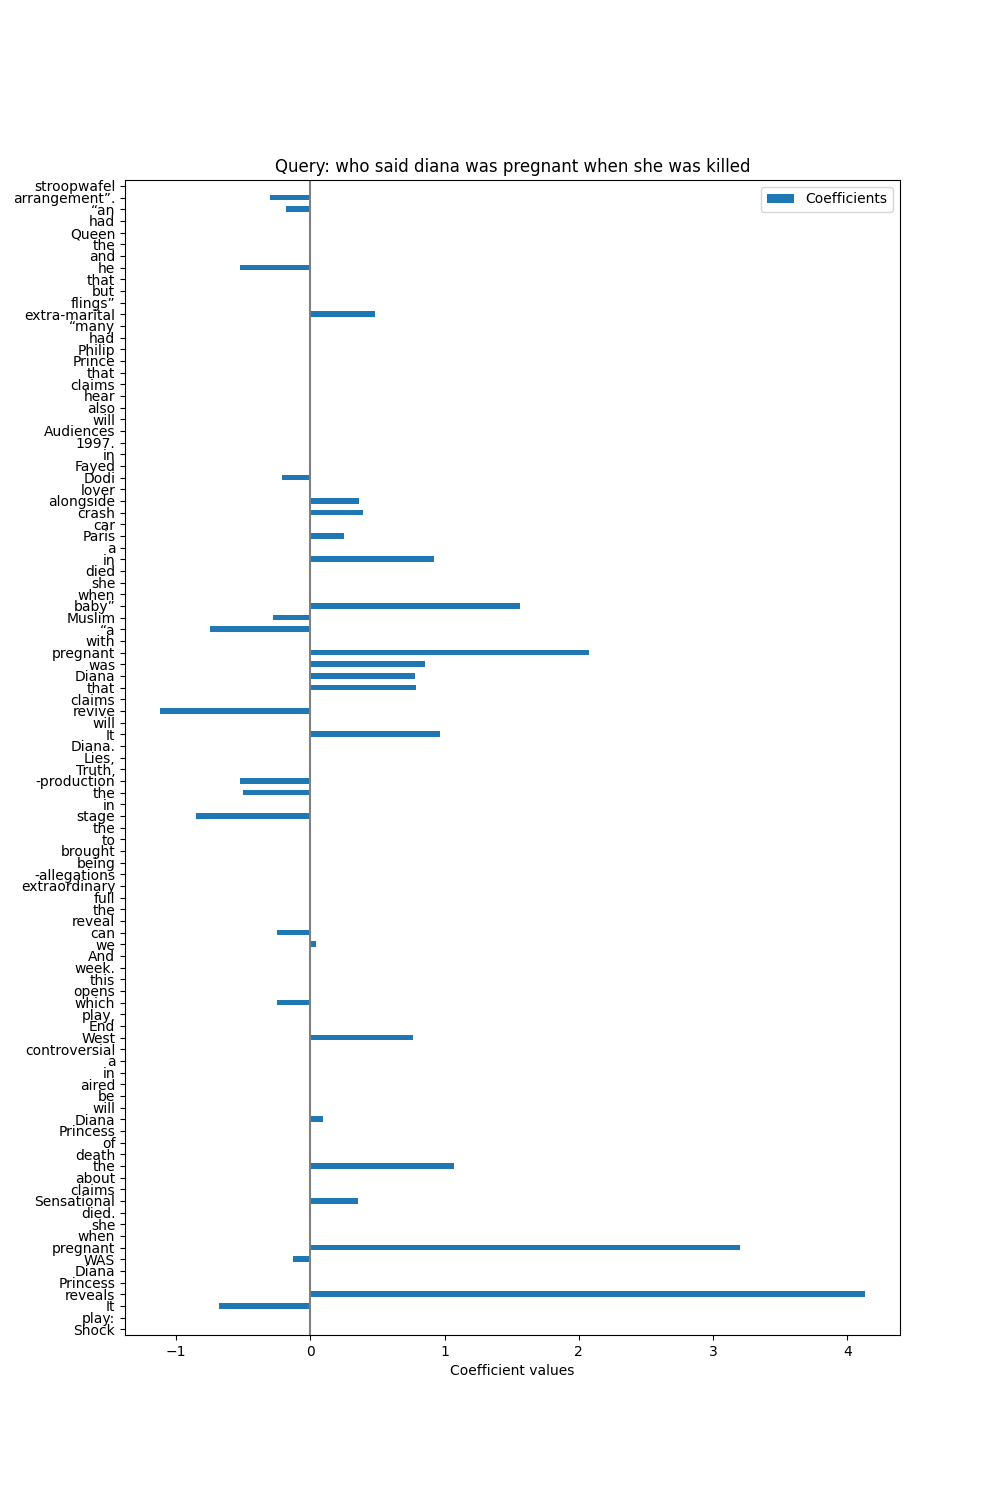 Query: who said diana was pregnant when she was killed
Coefficients
stroopwafel
arrangement”.
“an
had
Queen
the
and
he
that
but
flings”
extra-marital
“many
had
Philip
Prince
that
claims
hear
also
will
Audiences
1997.
in
Fayed
Dodi
lover
alongside
crash
car
Paris
a
in
died
she
when
baby”
Muslim
“a
with
pregnant
was
Diana
that
claims
revive
will
It
Diana.
Lies,
Truth,
-production
the
in
stage
the
to
brought
being
-allegations
extraordinary
full
the
reveal
can
we
And
week.
this
opens
which
play,
End
West
controversial
a
in
aired
be
will
Diana
Princess
of
death
the
about
claims
Sensational
died.
she
when
pregnant
WAS
Diana
Princess
reveals
It
play:
Shock
−1 0 1 2 3 4
Coefficient values